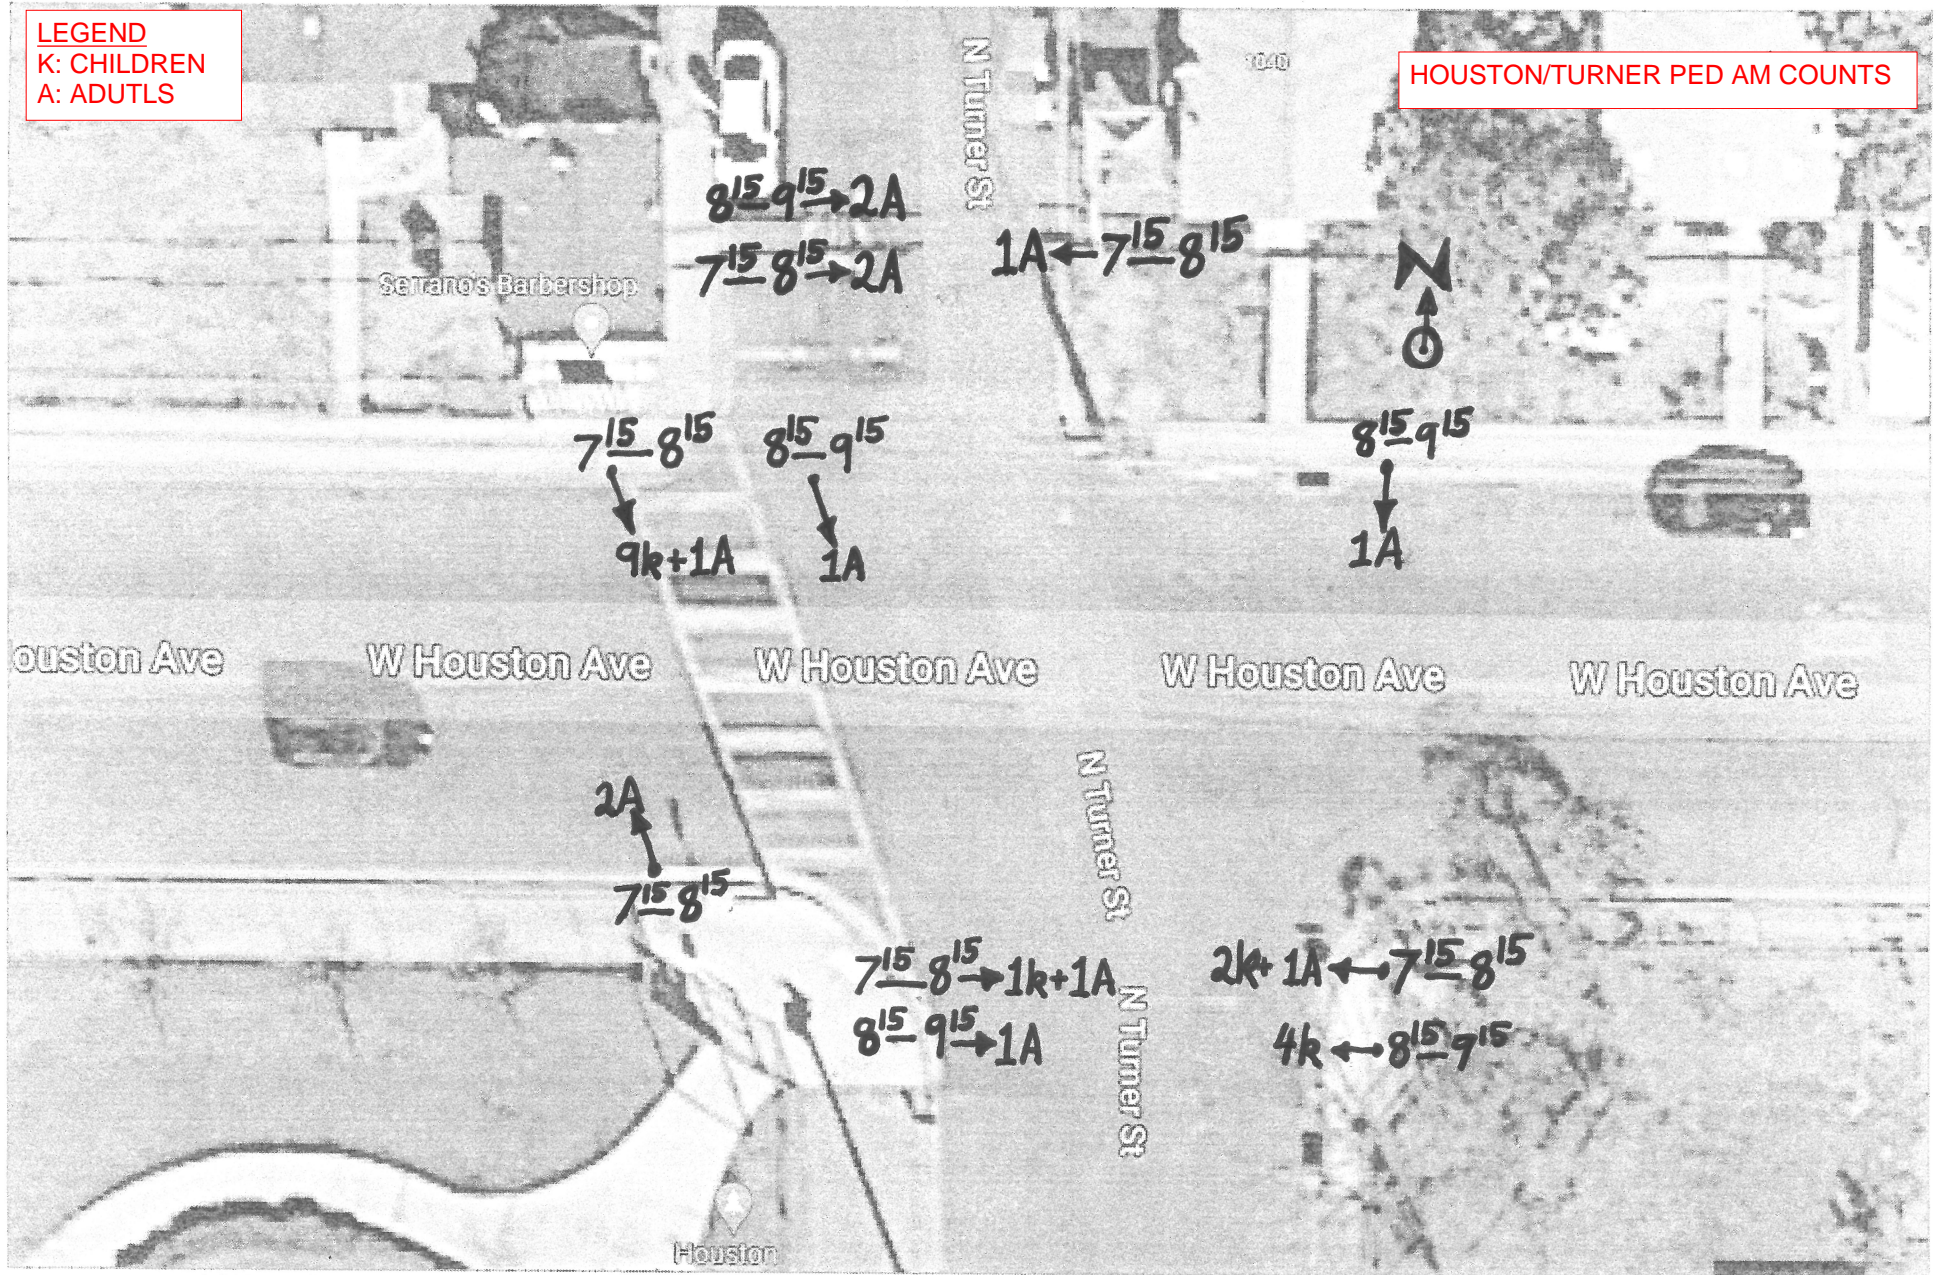 LEGEND
K: CHILDREN
A: ADUTLS
HOUSTON/TURNER PED AM COUNTS
1040
N Turner St
8 15 – 9 15 → 2A
7 15 – 8 15 → 2A
1A ← 7 15 – 8 15
N
Serrano's Barbershop
7 15 – 8 15
9k+1A
8 15 – 9 15
1A
8 15 – 9 15
1A
ouston Ave
W Houston Ave
W Houston Ave
W Houston Ave
W Houston Ave
N Turner St
2A
7 15 – 8 15
7 15 – 8 15 → 1k+1A
8 15 – 9 15 → 1A
2k+1A ← 7 15 – 8 15
4k ← 8 15 – 9 15
N Turner St
Houston